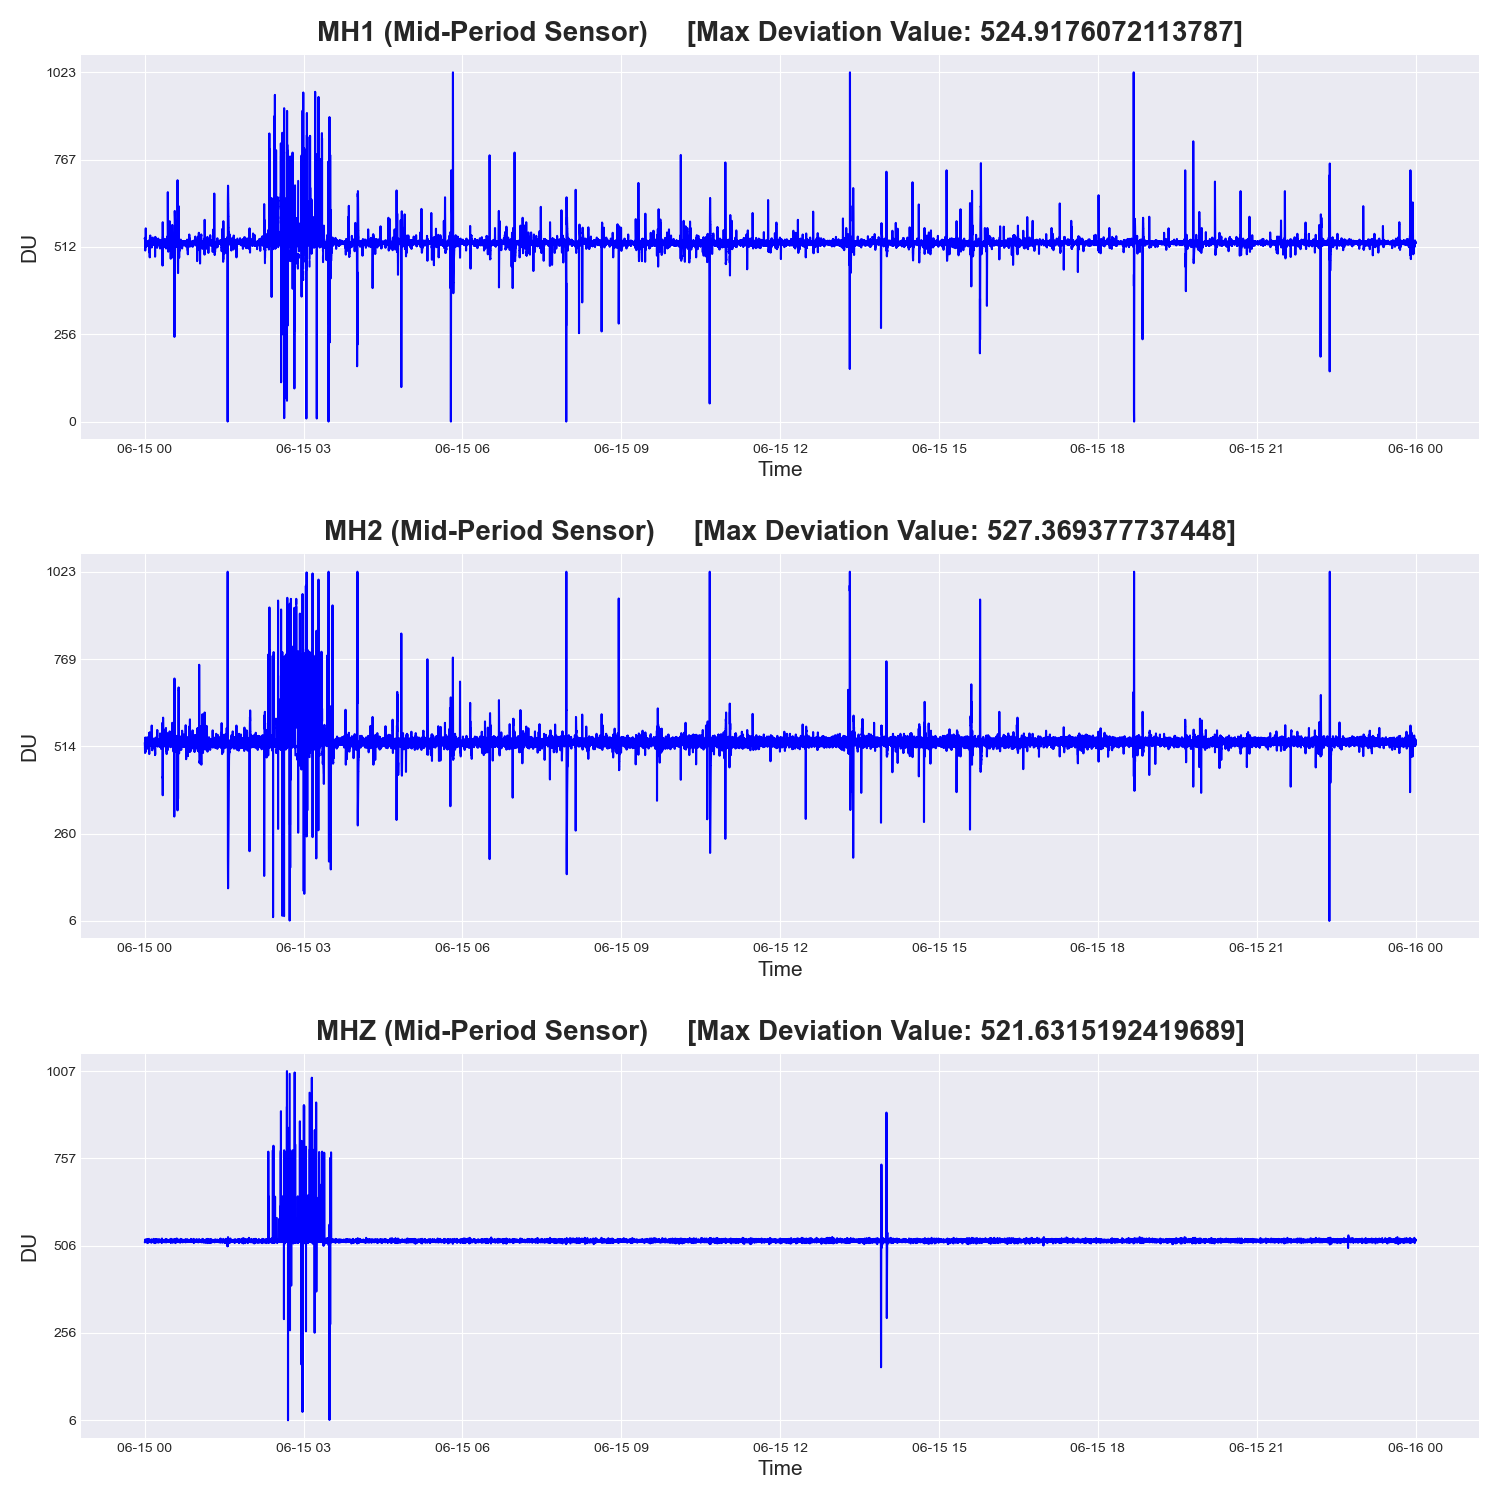 MH1 (Mid-Period Sensor) [Max Deviation Value: 524.9176072113787]
1023
767
512
256
0
DU
06-15 00 06-15 03 06-15 06 06-15 09 06-15 12 06-15 15 06-15 18 06-15 21 06-16 00
Time
MH2 (Mid-Period Sensor) [Max Deviation Value: 527.369377737448]
1023
769
514
260
6
DU
06-15 00 06-15 03 06-15 06 06-15 09 06-15 12 06-15 15 06-15 18 06-15 21 06-16 00
Time
MHZ (Mid-Period Sensor) [Max Deviation Value: 521.6315192419689]
1007
757
506
256
6
DU
06-15 00 06-15 03 06-15 06 06-15 09 06-15 12 06-15 15 06-15 18 06-15 21 06-16 00
Time